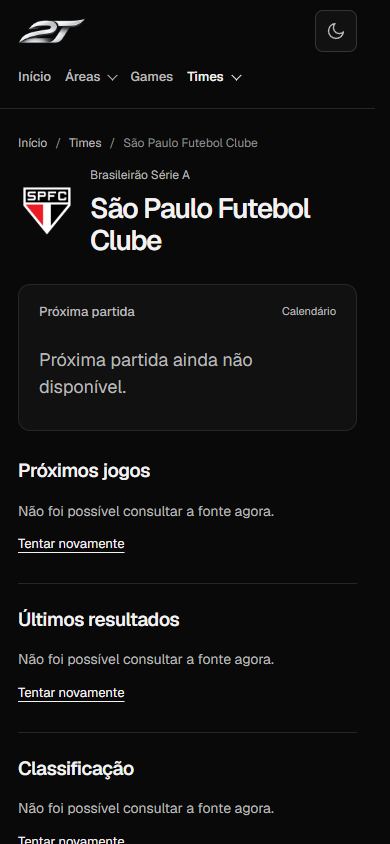 2T
Início Áreas Games Times
Início / Times / São Paulo Futebol Clube
Brasileirão Série A
SPFC
São Paulo Futebol
Clube
Próxima partida Calendário
Próxima partida ainda não
disponível.
Próximos jogos
Não foi possível consultar a fonte agora.
Tentar novamente
Últimos resultados
Não foi possível consultar a fonte agora.
Tentar novamente
Classificação
Não foi possível consultar a fonte agora.
Tentar novamente